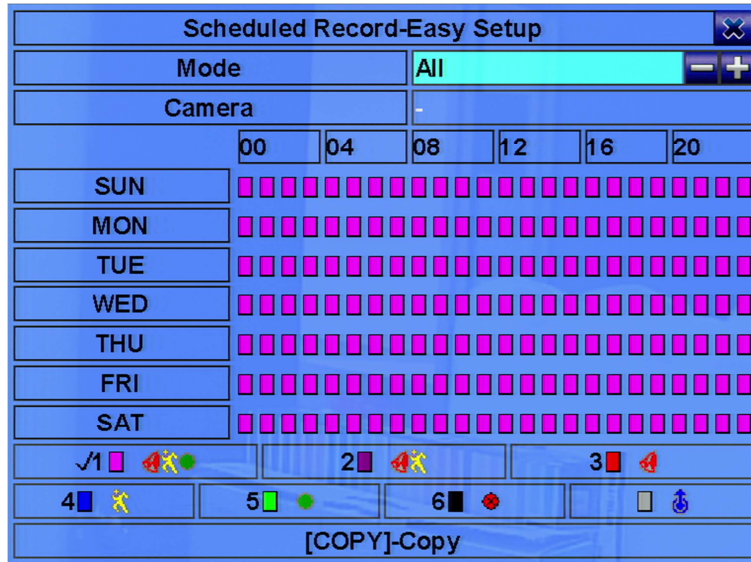 Scheduled Record-Easy Setup
Mode All
Camera -
00 04 08 12 16 20
SUN
MON
TUE
WED
THU
FRI
SAT
√1 2 3
4 5 6
[COPY]-Copy